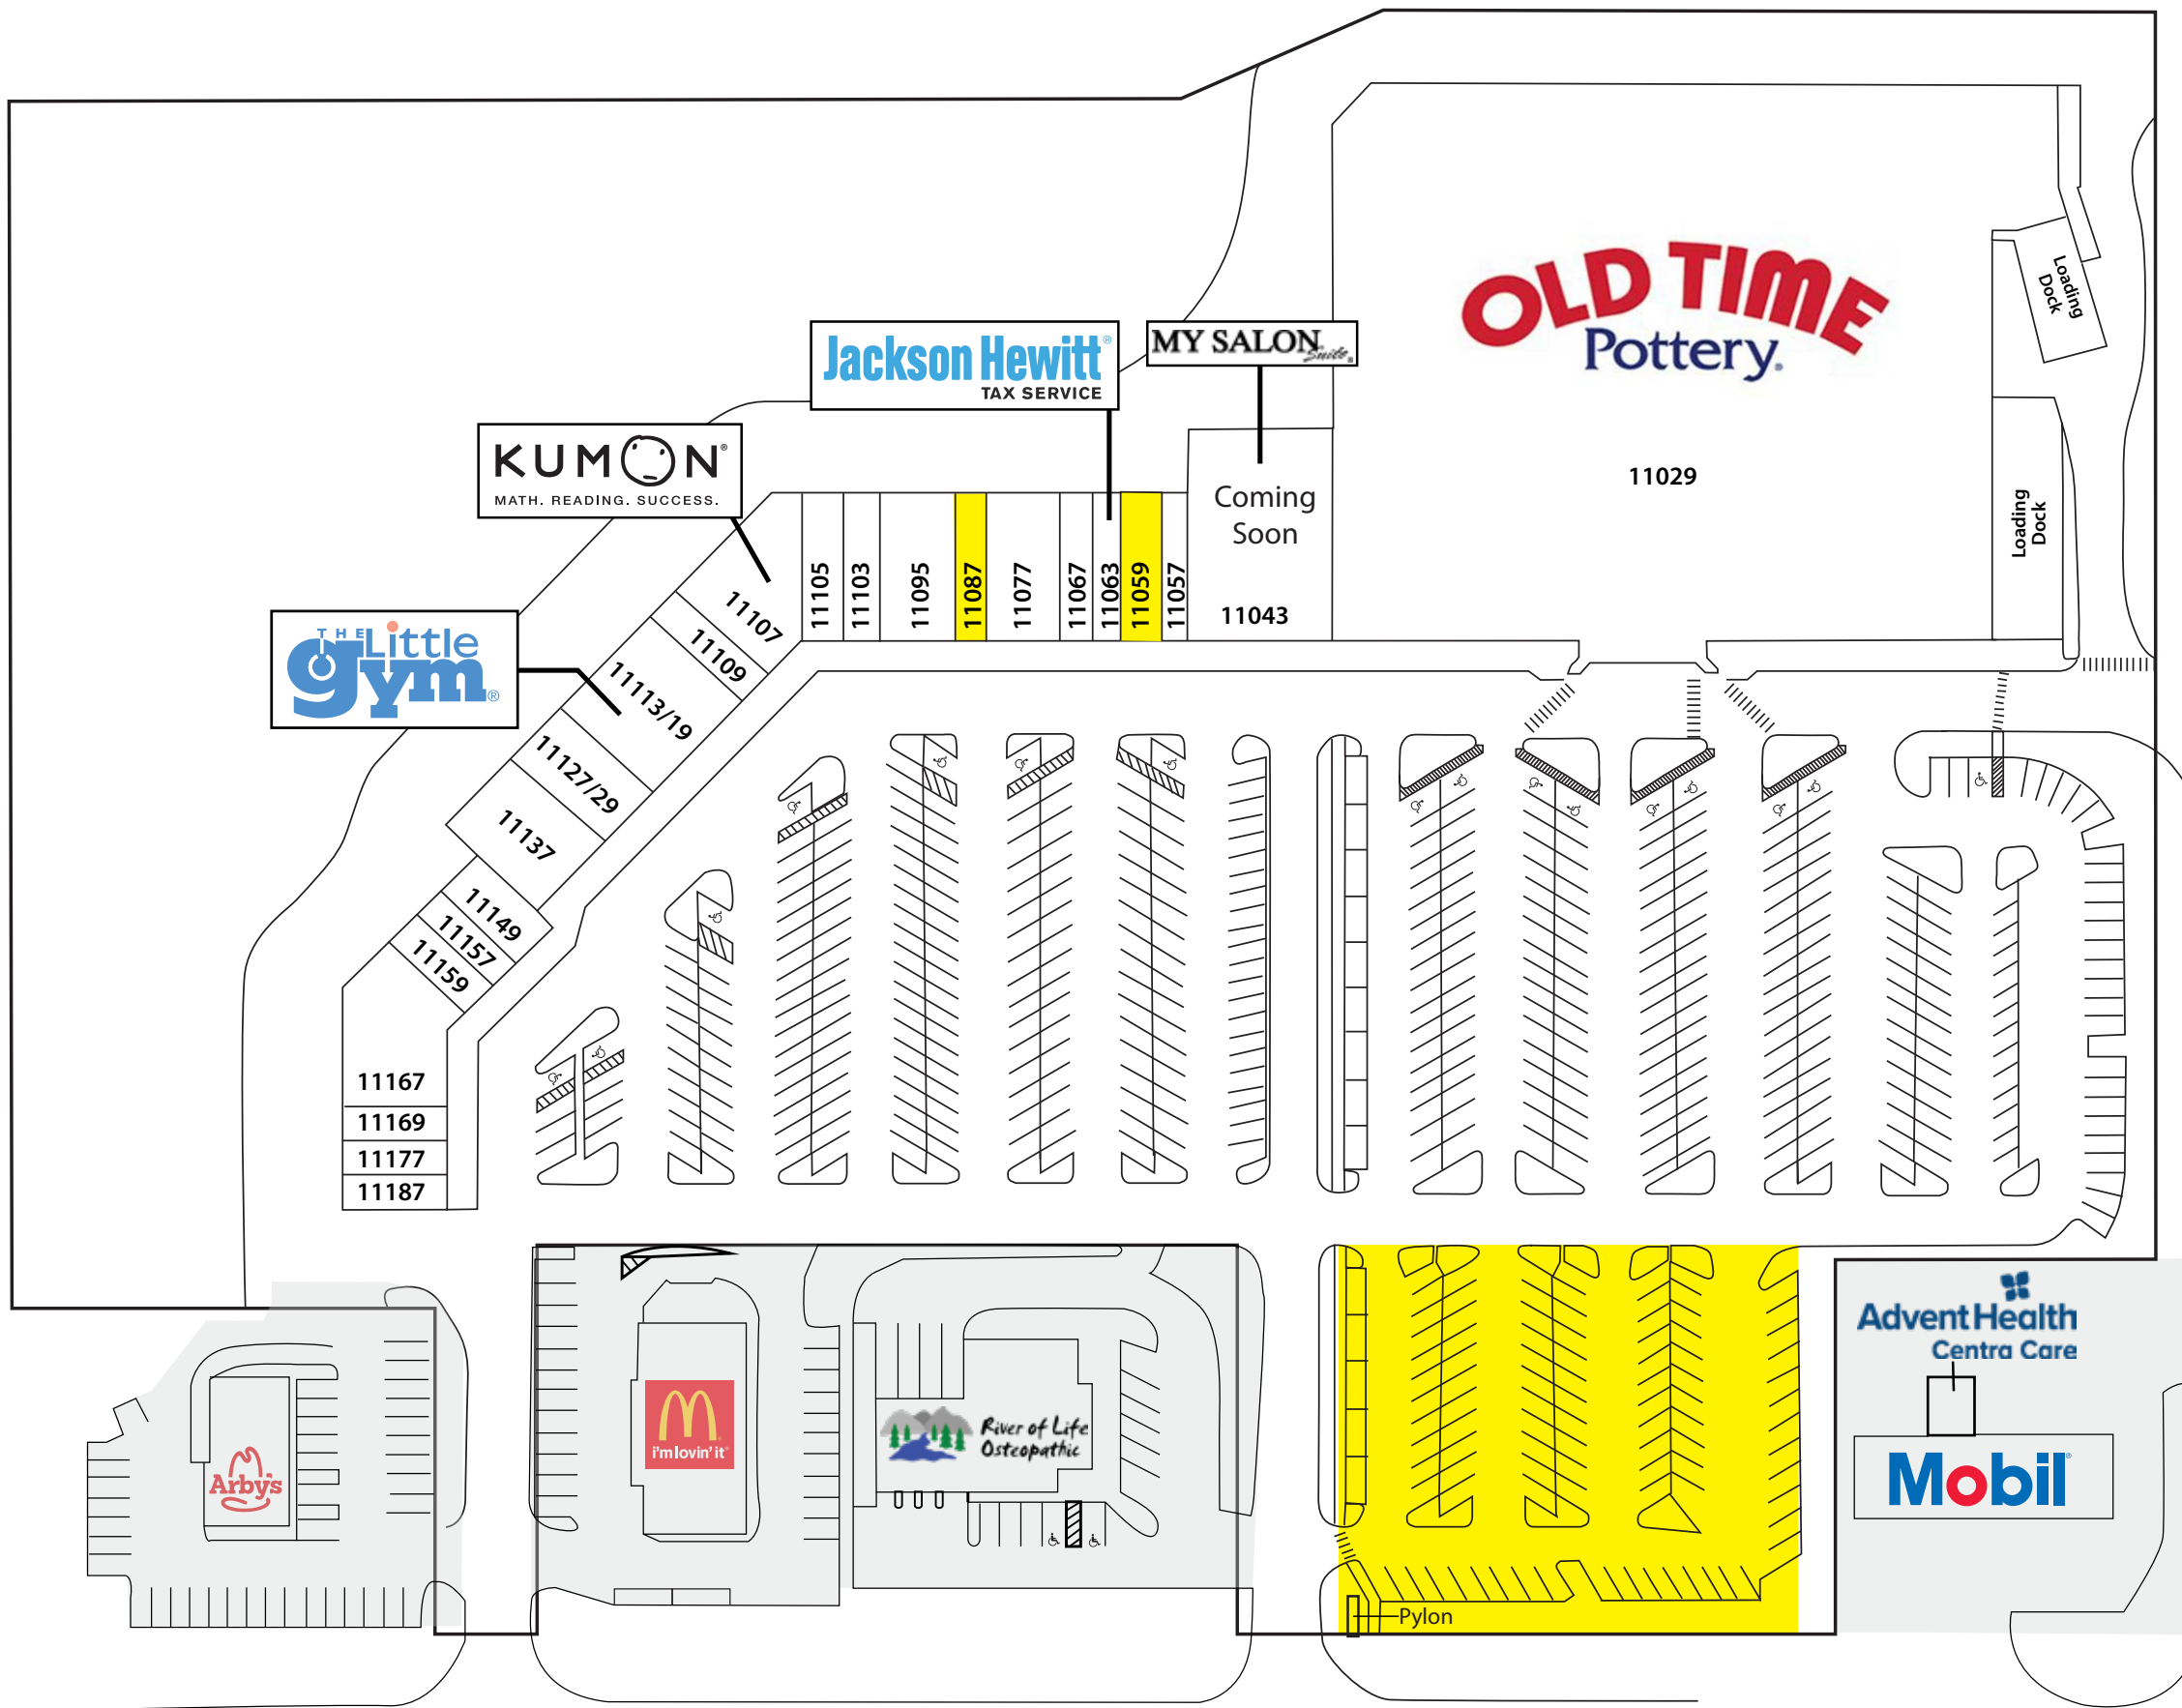 OLD TIME
Pottery.
11029
Loading
Dock
Loading
Dock
MY SALON
Suite
Coming
Soon
11043
Jackson Hewitt®
TAX SERVICE
KUMON®
MATH. READING. SUCCESS.
THE Little
gym®
11105
11103
11095
11087
11077
11067
11063
11059
11057
11107
11109
11113/19
11127/29
11137
11149
11157
11159
11167
11169
11177
11187
Arby's
i'm lovin' it®
River of Life
Osteopathic
Pylon
AdventHealth
Centra Care
Mobil®